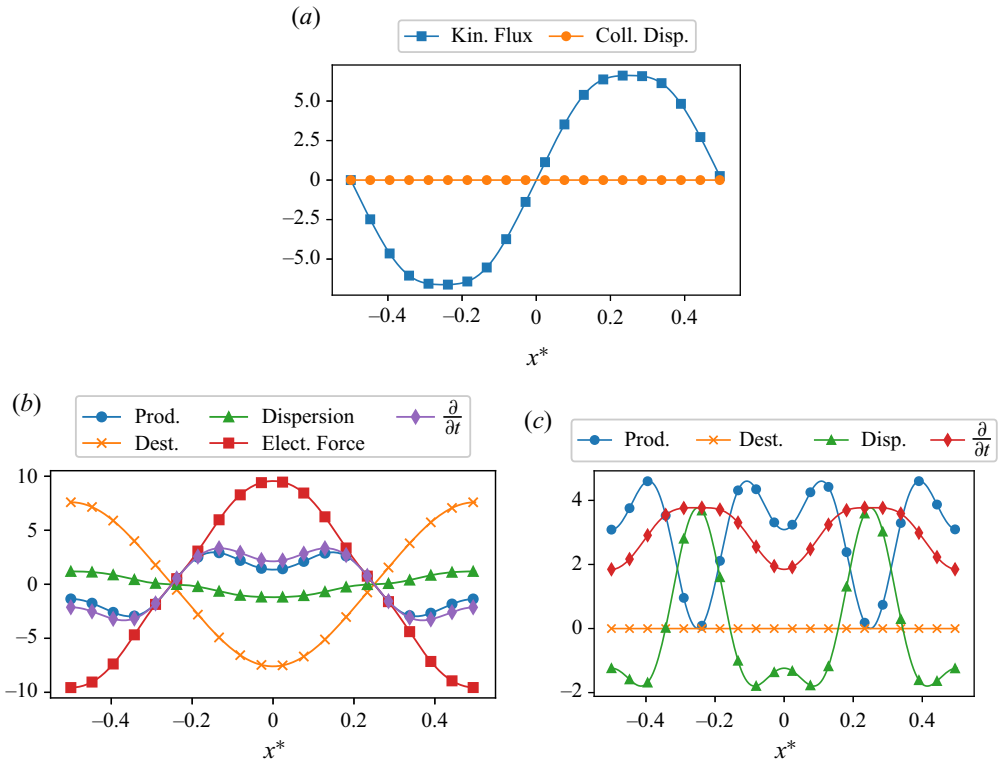 (a)
Kin. Flux Coll. Disp.
5.0
2.5
0
−2.5
−5.0
−0.4 −0.2 0 0.2 0.4
x*
(b)
Prod. Dispersion ∂/∂t
Dest. Elect. Force
10
5
0
−5
−10
−0.4 −0.2 0 0.2 0.4
x*
(c)
Prod. Dest. Disp. ∂/∂t
4
2
0
−2
−0.4 −0.2 0 0.2 0.4
x*